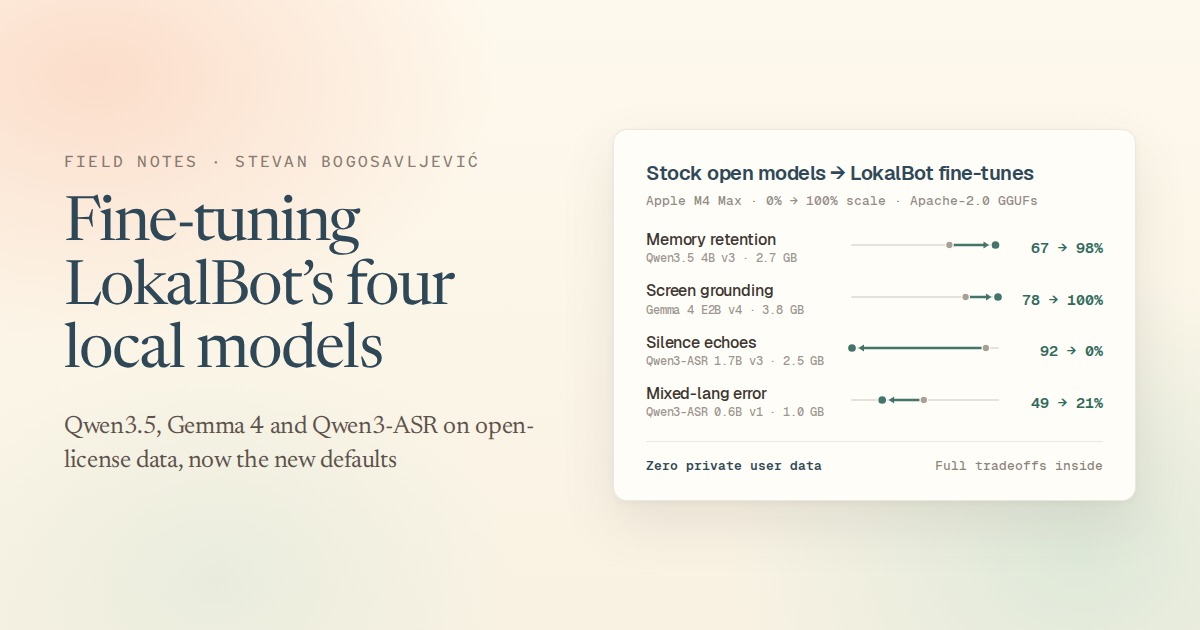 FIELD NOTES · STEVAN BOGOSAVLJEVIĆ
Fine-tuning
LokalBot’s four
local models
Qwen3.5, Gemma 4 and Qwen3-ASR on open-
license data, now the new defaults
Stock open models → LokalBot fine-tunes
Apple M4 Max · 0% → 100% scale · Apache-2.0 GGUFs
Memory retention
Qwen3.5 4B v3 · 2.7 GB
67 → 98%
Screen grounding
Gemma 4 E2B v4 · 3.8 GB
78 → 100%
Silence echoes
Qwen3-ASR 1.7B v3 · 2.5 GB
92 → 0%
Mixed-lang error
Qwen3-ASR 0.6B v1 · 1.0 GB
49 → 21%
Zero private user data
Full tradeoffs inside